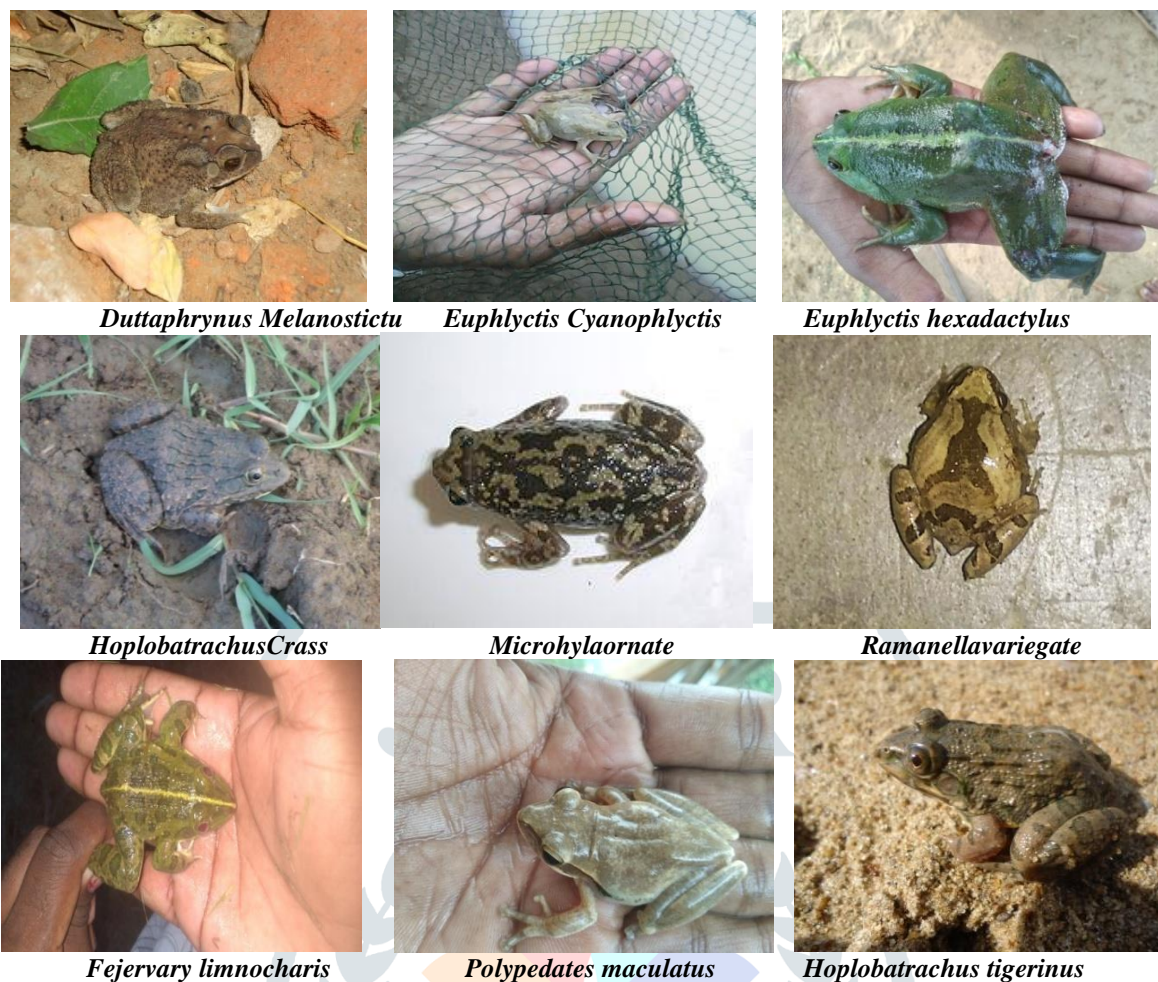 Duttaphrynus Melanostictu Euphlyctis Cyanophlyctis Euphlyctis hexadactylus
HoplobatrachusCrass Microhylaornate Ramanellavariegate
Fejervary limnocharis Polypedates maculatus Hoplobatrachus tigerinus